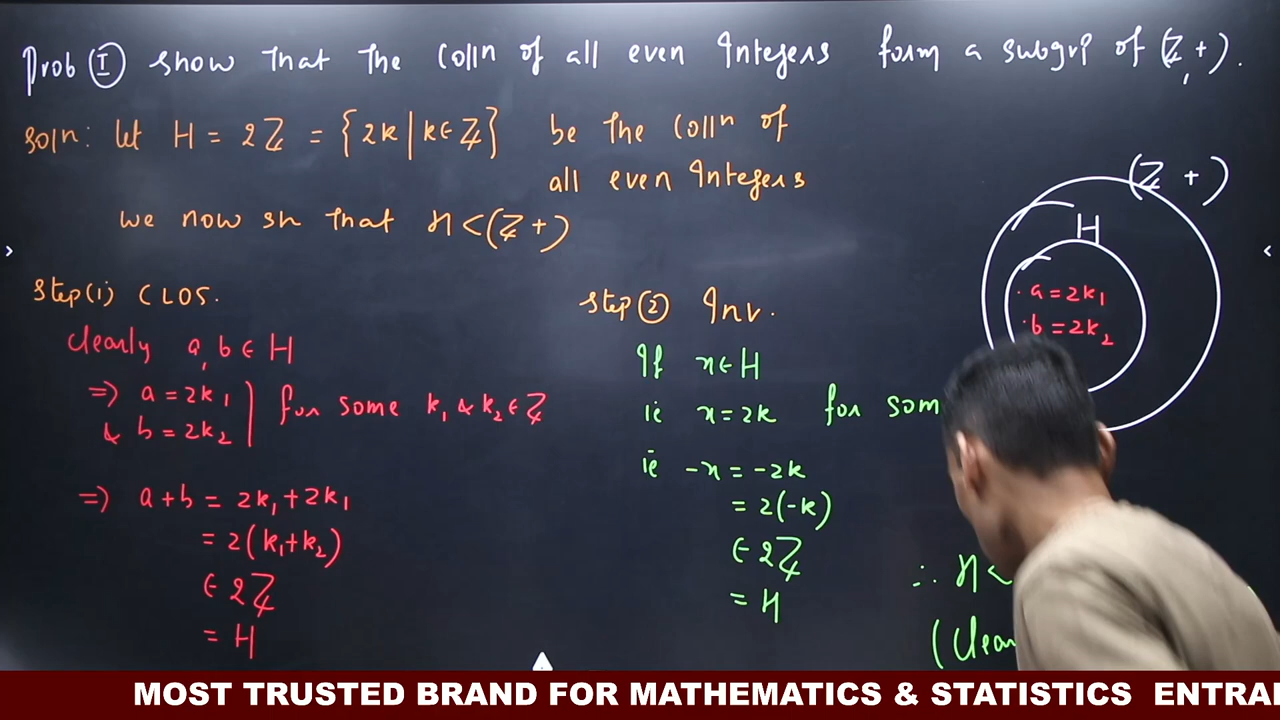 Prob (I) show that the colln of all even Integers form a subgrp of (Z, +).
soln: let H = 2Z = {2k | k ∈ Z} be the colln of
all even Integers
we now sh that H < (Z +)
(Z +)
H
Step(1) CLOS.
clearly a, b ∈ H
=) a = 2k1
& b = 2k2
for some k1 & k2 ∈ Z
=) a + b = 2k1 + 2k1
= 2(k1+k2)
∈ 2Z
= H
Step (2) Inv.
If x ∈ H
ie x = 2k for som
ie -x = -2k
= 2(-k)
∈ 2Z
= H
· a = 2k1
· b = 2k2
∴ H <
(Clear
MOST TRUSTED BRAND FOR MATHEMATICS & STATISTICS ENTRA